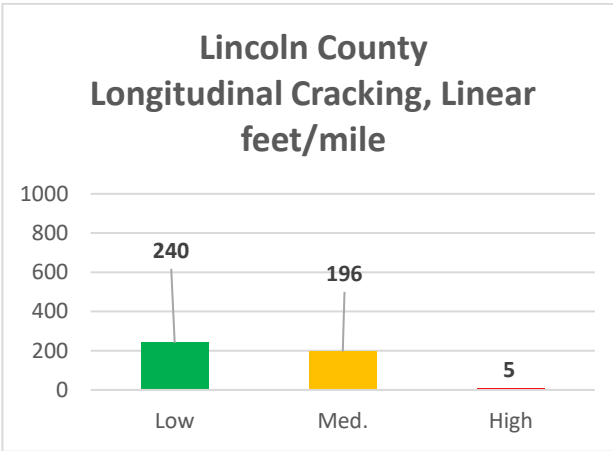 Lincoln County
Longitudinal Cracking, Linear
feet/mile
1000
800
600
400
200
0
240
196
5
Low
Med.
High